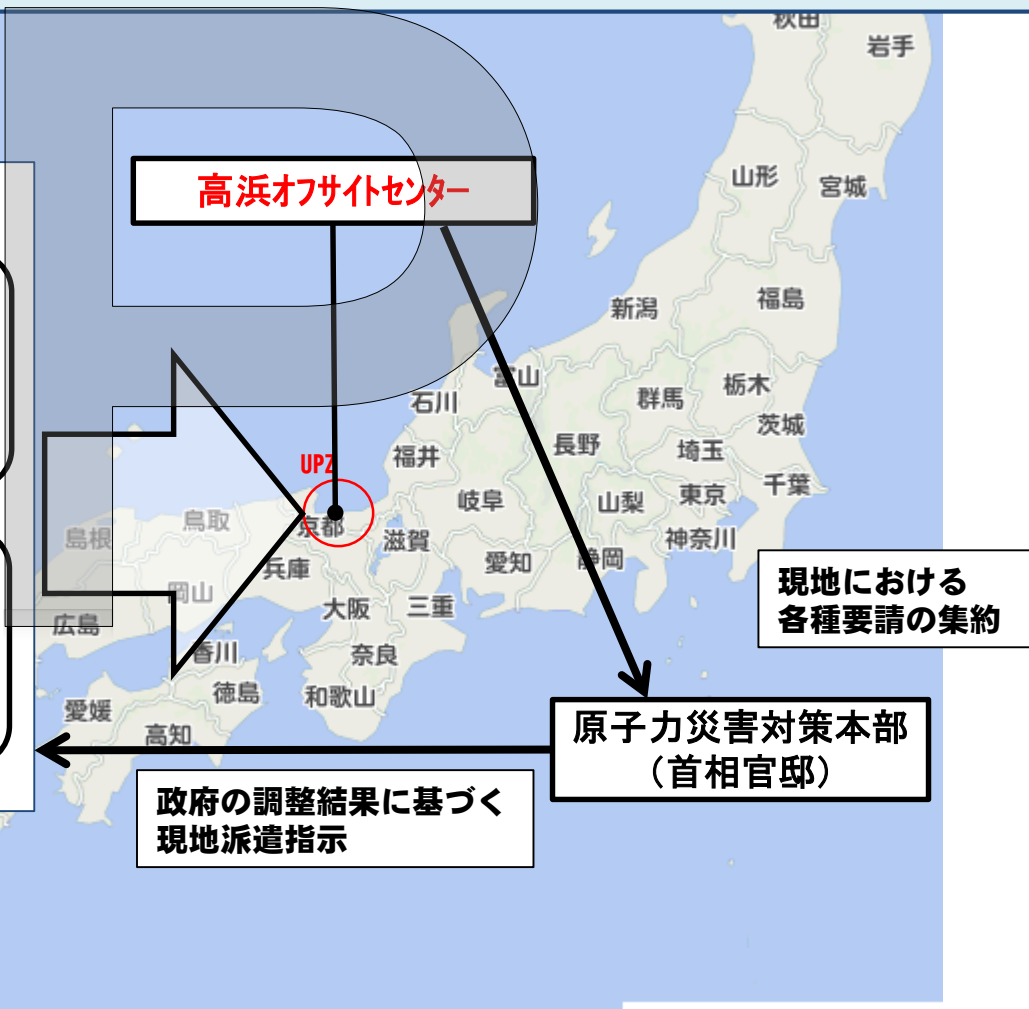 秋田
岩手
山形
宮城
高浜オフサイトセンター
新潟
福島
富山
石川
群馬
栃木
茨城
福井
長野
埼玉
千葉
UPZ
岐阜
山梨
東京
島根
鳥取
京都
滋賀
愛知
静岡
神奈川
兵庫
岡山
大阪
三重
広島
香川
奈良
徳島
和歌山
愛媛
高知
現地における
各種要請の集約
原子力災害対策本部
（首相官邸）
政府の調整結果に基づく
現地派遣指示